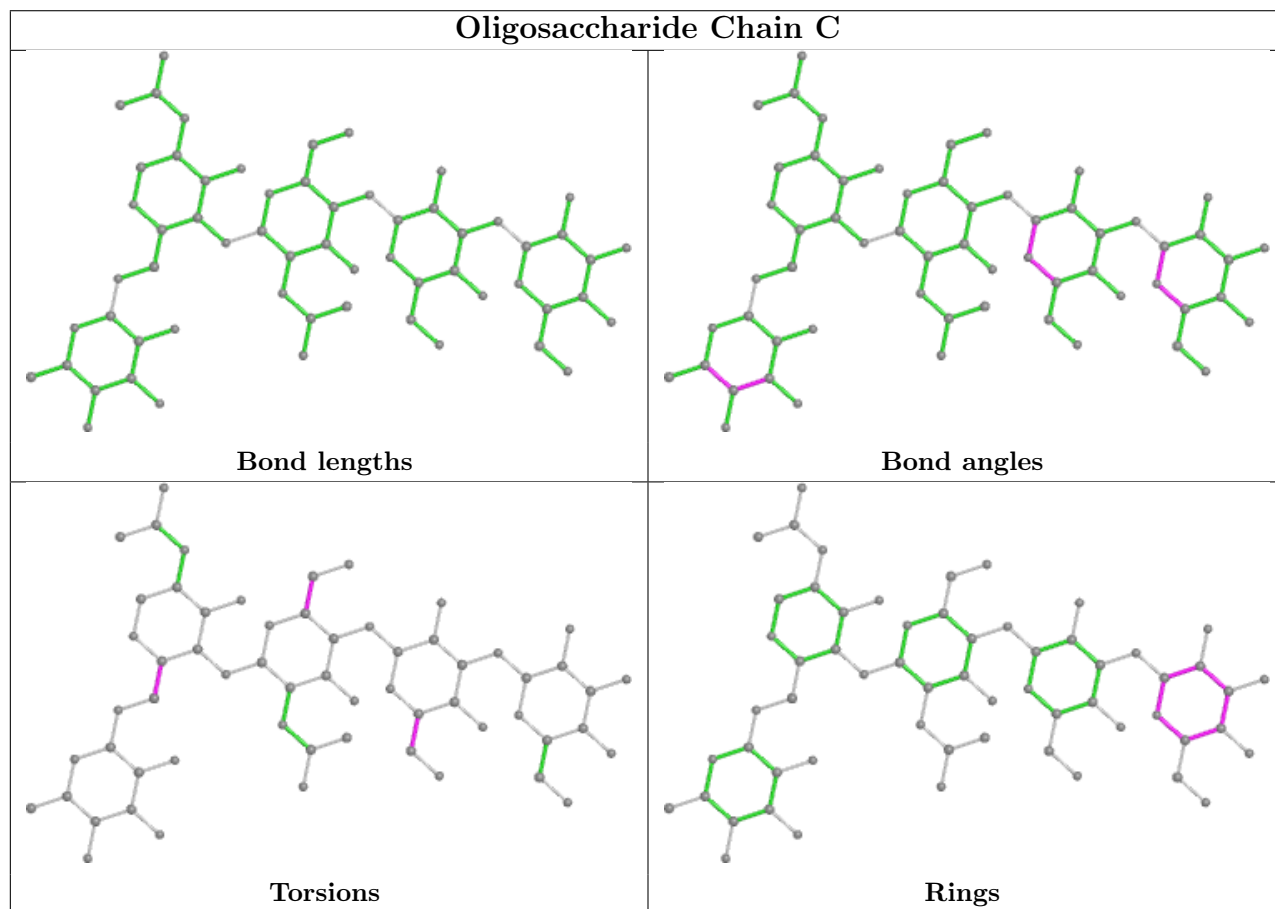 Oligosaccharide Chain C
Bond lengths
Bond angles
Torsions
Rings